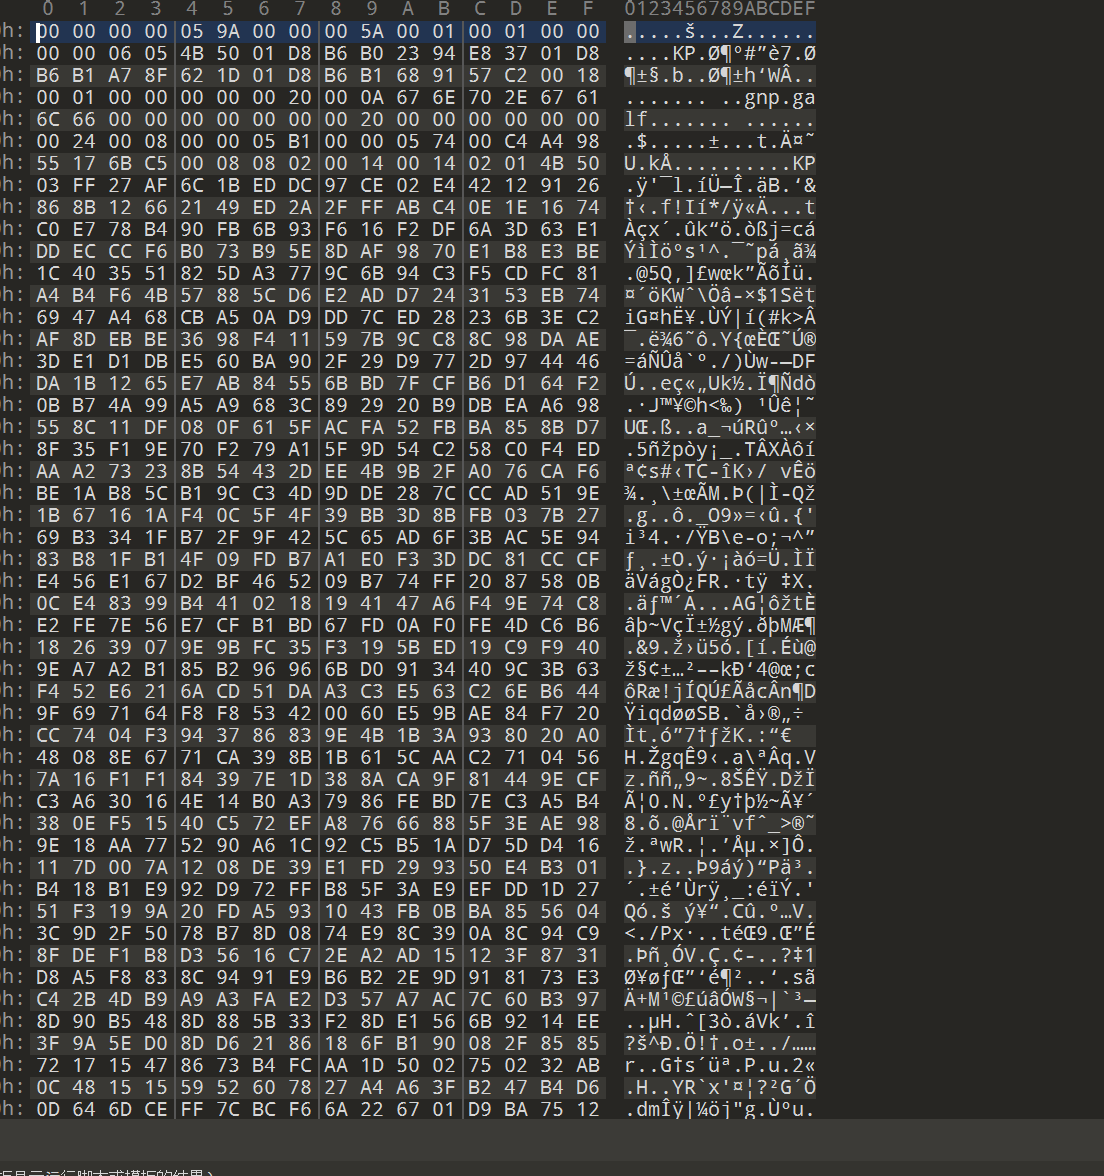 0 1 2 3 4 5 6 7 8 9 A B C D E F 0123456789ABCDEF
h: 00 00 00 00 05 9A 00 00 00 5A 00 01 00 01 00 00 .....š...Z......
h: 00 00 06 05 4B 50 01 D8 B6 B0 23 94 E8 37 01 D8 ....KP.Ø¶°#”è7.Ø
h: B6 B1 A7 8F 62 1D 01 D8 B6 B1 68 91 57 C2 00 18 ¶±§.b..Ø¶±h‘WÂ..
h: 00 01 00 00 00 00 00 20 00 0A 67 6E 70 2E 67 61 ....... ..gnp.ga
h: 6C 66 00 00 00 00 00 00 00 20 00 00 00 00 00 00 lf....... ......
h: 00 24 00 08 00 00 05 B1 00 00 05 74 00 C4 A4 98 .$.....±...t.Ä¤˜
h: 55 17 6B C5 00 08 08 02 00 14 00 14 02 01 4B 50 U.kÅ..........KP
h: 03 FF 27 AF 6C 1B ED DC 97 CE 02 E4 42 12 91 26 .ÿ'¯l.íÜ—Î.äB.‘&
h: 86 8B 12 66 21 49 ED 2A 2F FF AB C4 0E 1E 16 74 †‹.f!Ií*/ÿ«Ä...t
h: C0 E7 78 B4 90 FB 6B 93 F6 16 F2 DF 6A 3D 63 E1 Àçx´.ûk“ö.òßj=cá
h: DD EC CC F6 B0 73 B9 5E 8D AF 98 70 E1 B8 E3 BE ÝìÌö°s¹^.¯˜pá¸ã¾
h: 1C 40 35 51 82 5D A3 77 9C 6B 94 C3 F5 CD FC 81 .@5Q‚]£wœk”ÃõÍü.
h: A4 B4 F6 4B 57 88 5C D6 E2 AD D7 24 31 53 EB 74 ¤´öKWˆ\Öâ-×$1Sët
h: 69 47 A4 68 CB A5 0A D9 DD 7C ED 28 23 6B 3E C2 iG¤hË¥.ÙÝ|í(#k>Â
h: AF 8D EB BE 36 98 F4 11 59 7B 9C C8 8C 98 DA AE ¯.ë¾6˜ô.Y{œÈŒ˜Ú®
h: 3D E1 D1 DB E5 60 BA 90 2F 29 D9 77 2D 97 44 46 =áÑÛå`º./)Ùw-—DF
h: DA 1B 12 65 E7 AB 84 55 6B BD 7F CF B6 D1 64 F2 Ú..eç«„Uk½.Ï¶Ñdò
h: 0B B7 4A 99 A5 A9 68 3C 89 29 20 B9 DB EA A6 98 .·J™¥©h<‰) ¹Ûê¦˜
h: 55 8C 11 DF 08 0F 61 5F AC FA 52 FB BA 85 8B D7 UŒ.ß..a_¬úRûº…‹×
h: 8F 35 F1 9E 70 F2 79 A1 5F 9D 54 C2 58 C0 F4 ED .5ñžpòy¡_.TÂXÀôí
h: AA A2 73 23 8B 54 43 2D EE 4B 9B 2F A0 76 CA F6 ª¢s#‹TC-îK›/ vÊö
h: BE 1A B8 5C B1 9C C3 4D 9D DE 28 7C CC AD 51 9E ¾.¸\±œÃM.Þ(|Ì-Qž
h: 1B 67 16 1A F4 0C 5F 4F 39 BB 3D 8B FB 03 7B 27 .g..ô._O9»=‹û.{'
h: 69 B3 34 1F B7 2F 9F 42 5C 65 AD 6F 3B AC 5E 94 i³4.·/ŸB\e-o;¬^”
h: 83 B8 1F B1 4F 09 FD B7 A1 E0 F3 3D DC 81 CC CF ƒ¸.±O.ý·¡àó=Ü.ÌÏ
h: E4 56 E1 67 D2 BF 46 52 09 B7 74 FF 20 87 58 0B äVágÒ¿FR.·tÿ ‡X.
h: 0C E4 83 99 B4 41 02 18 19 41 47 A6 F4 9E 74 C8 .äƒ™´A...AG¦ôžtÈ
h: E2 FE 7E 56 E7 CF B1 BD 67 FD 0A F0 FE 4D C6 B6 âþ~VçÏ±½gý.ðþMÆ¶
h: 18 26 39 07 9E 9B FC 35 F3 19 5B ED 19 C9 F9 40 .&9.ž›ü5ó.[í.Éù@
h: 9E A7 A2 B1 85 B2 96 96 6B D0 91 34 40 9C 3B 63 ž§¢±…²––kÐ‘4@œ;c
h: F4 52 E6 21 6A CD 51 DA A3 C3 E5 63 C2 6E B6 44 ôRæ!jÍQÚ£ÃåcÂn¶D
h: 9F 69 71 64 F8 F8 53 42 00 60 E5 9B AE 84 F7 20 ŸiqdøøSB.`å›®„÷
h: CC 74 04 F3 94 37 86 83 9E 4B 1B 3A 93 80 20 A0 Ìt.ó”7†ƒžK.:“€
h: 48 08 8E 67 71 CA 39 8B 1B 61 5C AA C2 71 04 56 H.ŽgqÊ9‹.a\ªÂq.V
h: 7A 16 F1 F1 84 39 7E 1D 38 8A CA 9F 81 44 9E CF z.ññ„9~.8ŠÊŸ.DžÏ
h: C3 A6 30 16 4E 14 B0 A3 79 86 FE BD 7E C3 A5 B4 Ã¦0.N.°£y†þ½~Ã¥´
h: 38 0E F5 15 40 C5 72 EF A8 76 66 88 5F 3E AE 98 8.õ.@Årï¨vfˆ_>®˜
h: 9E 18 AA 77 52 90 A6 1C 92 C5 B5 1A D7 5D D4 16 ž.ªwR.¦.’Åµ.×]Ô.
h: 11 7D 00 7A 12 08 DE 39 E1 FD 29 93 50 E4 B3 01 .}.z..Þ9áý)“Pä³.
h: B4 18 B1 E9 92 D9 72 FF B8 5F 3A E9 EF DD 1D 27 ´.±é’Ùrÿ¸_:éïÝ.'
h: 51 F3 19 9A 20 FD A5 93 10 43 FB 0B BA 85 56 04 Qó.š ý¥“.Cû.º…V.
h: 3C 9D 2F 50 78 B7 8D 08 74 E9 8C 39 0A 8C 94 C9 <./Px·..téŒ9.Œ”É
h: 8F DE F1 B8 D3 56 16 C7 2E A2 AD 15 12 3F 87 31 .Þñ¸ÓV.Ç.¢-..?‡1
h: D8 A5 F8 83 8C 94 91 E9 B6 B2 2E 9D 91 81 73 E3 Ø¥øƒŒ”‘é¶²..‘.sã
h: C4 2B 4D B9 A9 A3 FA E2 D3 57 A7 AC 7C 60 B3 97 Ä+M¹©£úâÓW§¬|`³—
h: 8D 90 B5 48 8D 88 5B 33 F2 8D E1 56 6B 92 14 EE ..µH.ˆ[3ò.áVk’.î
h: 3F 9A 5E D0 8D D6 21 86 18 6F B1 90 08 2F 85 85 ?š^Ð.Ö!†.o±../……
h: 72 17 15 47 86 73 B4 FC AA 1D 50 02 75 02 32 AB r..G†s´üª.P.u.2«
h: 0C 48 15 15 59 52 60 78 27 A4 A6 3F B2 47 B4 D6 .H..YR`x'¤¦?²G´Ö
h: 0D 64 6D CE FF 7C BC F6 6A 22 67 01 D9 BA 75 12 .dmÎÿ|¼öj"g.Ùºu.